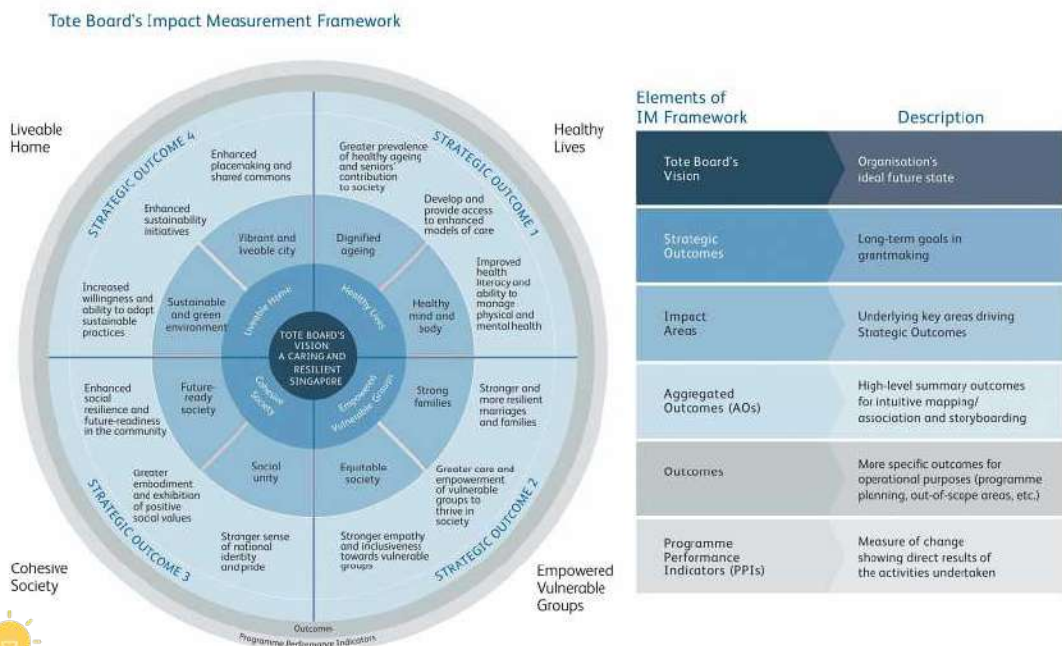 Tote Board's Impact Measurement Framework
Liveable
Home
Healthy
Lives
Cohesive
Society
Empowered
Vulnerable
Groups
STRATEGIC OUTCOME 4
Enhanced
placemaking and
shared commons
Enhanced
sustainability
initiatives
Increased
willingness and
ability to adopt
sustainable
practices
Vibrant and
liveable city
Sustainable
and green
environment
Liveable Home
STRATEGIC OUTCOME 1
Greater prevalence
of healthy ageing
and seniors
contribution
to society
Develop and
provide access
to enhanced
models of care
Improved
health
literacy and
ability to
manage
physical and
mental health
Dignified
ageing
Healthy
mind and
body
Healthy Lives
TOTE BOARD'S
VISION
A CARING AND
RESILIENT
SINGAPORE
Enhanced
social
resilience and
future-readiness
in the community
Greater
embodiment
and exhibition
of positive
social values
Stronger sense
of national
identity
and pride
Future-
ready
society
Social
unity
Cohesive
Society
STRATEGIC OUTCOME 3
Strong
families
Equitable
society
Empowered
Vulnerable Groups
Stronger and
more resilient
marriages
and families
Greater care and
empowerment
of vulnerable
groups to
thrive in
society
Stronger empathy
and inclusiveness
towards vulnerable
groups
STRATEGIC OUTCOME 2
Outcomes
Programme Performance Indicators
Elements of
IM Framework
Description
Tote Board's
Vision
Organisation's
ideal future state
Strategic
Outcomes
Long-term goals in
grantmaking
Impact
Areas
Underlying key areas driving
Strategic Outcomes
Aggregated
Outcomes (AOs)
High-level summary outcomes
for intuitive mapping/
association and storyboarding
Outcomes
More specific outcomes for
operational purposes (programme
planning, out-of-scope areas, etc.)
Programme
Performance
Indicators (PPIs)
Measure of change
showing direct results of
the activities undertaken